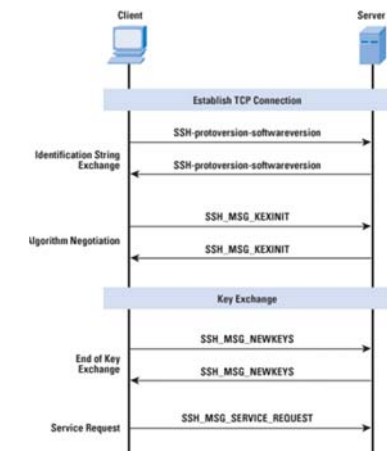 Client
Server
Establish TCP Connection
SSH-protoversion-softwareversion
Identification String
Exchange
SSH-protoversion-softwareversion
SSH_MSG_KEXINIT
lgorithm Negotiation
SSH_MSG_KEXINIT
Key Exchange
SSH_MSG_NEWKEYS
End of Key
Exchange
SSH_MSG_NEWKEYS
SSH_MSG_SERVICE_REQUEST
Service Request